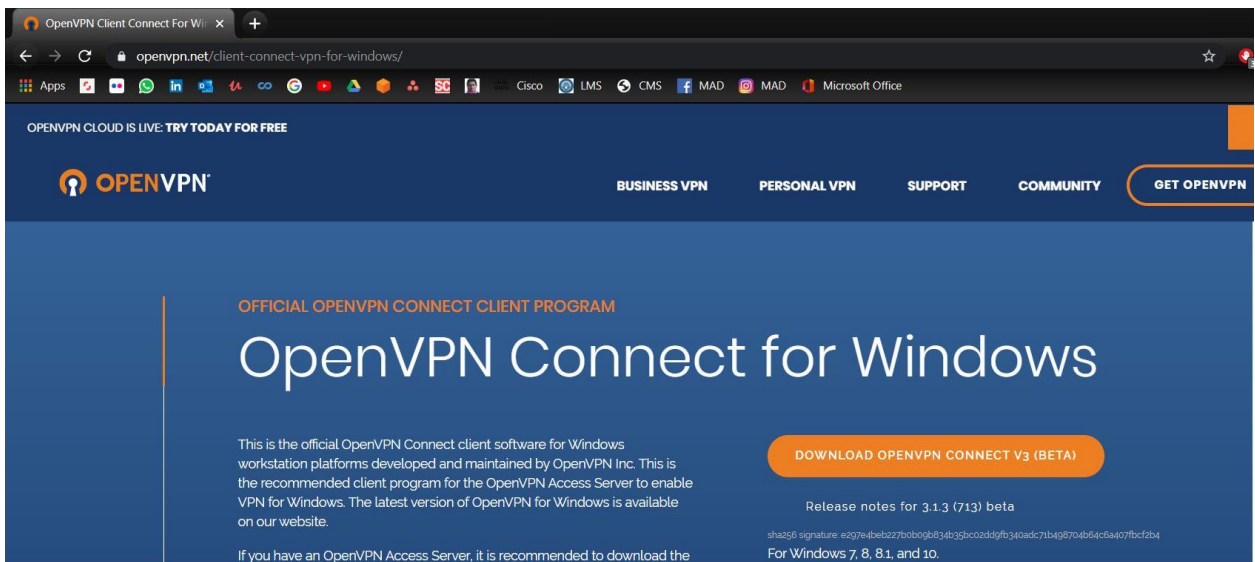 OpenVPN Client Connect For Win
openvpn.net/client-connect-vpn-for-windows/
Apps in Cisco LMS CMS MAD MAD Microsoft Office
OPENVPN CLOUD IS LIVE: TRY TODAY FOR FREE
OPENVPN
BUSINESS VPN PERSONAL VPN SUPPORT COMMUNITY GET OPENVPN
OFFICIAL OPENVPN CONNECT CLIENT PROGRAM
OpenVPN Connect for Windows
This is the official OpenVPN Connect client software for Windows
workstation platforms developed and maintained by OpenVPN Inc. This is
the recommended client program for the OpenVPN Access Server to enable
VPN for Windows. The latest version of OpenVPN for Windows is available
on our website.
If you have an OpenVPN Access Server, it is recommended to download the
DOWNLOAD OPENVPN CONNECT V3 (BETA)
Release notes for 3.1.3 (713) beta
sha256 signature:
For Windows 7, 8, 8.1, and 10.